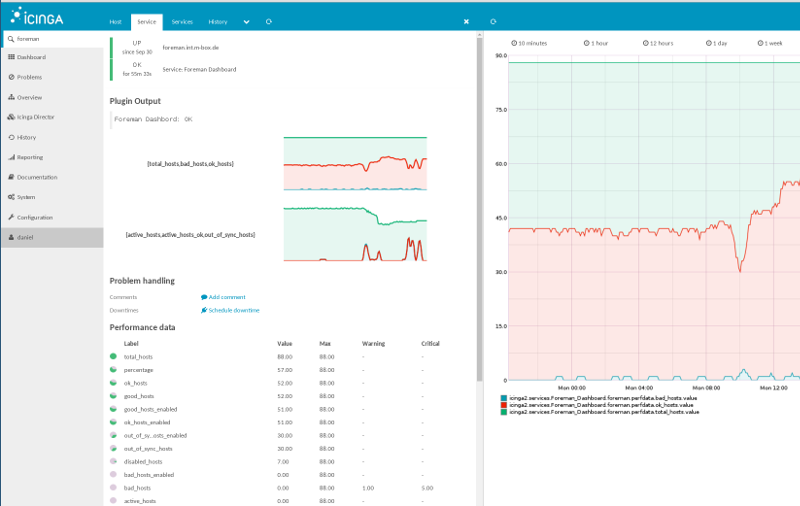 icinga
Host Service Services History
foreman
Dashboard
Problems
Overview
Icinga Director
History
Reporting
Documentation
System
Configuration
daniel
UP
since Sep 30
foreman.int.m-box.de
OK
for 55m 20s
Service: Foreman Dashboard
Plugin Output
Foreman Dashbord: OK
[total_hosts,bad_hosts,ok_hosts]
[active_hosts,active_hosts_ok,out_of_sync_hosts]
Problem handling
Comments Add comment
Downtimes Schedule downtime
Performance data
Label Value Max Warning Critical
total_hosts 88.00 88.00 - -
percentage 57.00 88.00 - -
ok_hosts 52.00 88.00 - -
good_hosts 52.00 88.00 - -
good_hosts_enabled 51.00 88.00 - -
ok_hosts_enabled 51.00 88.00 - -
out_of_sy..osts_enabled 30.00 88.00 - -
out_of_sync_hosts 30.00 88.00 - -
disabled_hosts 7.00 88.00 - -
bad_hosts_enabled 0.00 88.00 - -
bad_hosts 0.00 88.00 1.00 5.00
active_hosts 0.00 88.00 - -
10 minutes 1 hour 12 hours 1 day 1 week
90.0
75.0
60.0
45.0
30.0
15.0
0
Mon 00:00 Mon 04:00 Mon 08:00 Mon 12:00
icinga2.services.Foreman_Dashboard.foreman.perfdata.bad_hosts.value
icinga2.services.Foreman_Dashboard.foreman.perfdata.ok_hosts.value
icinga2.services.Foreman_Dashboard.foreman.perfdata.total_hosts.value